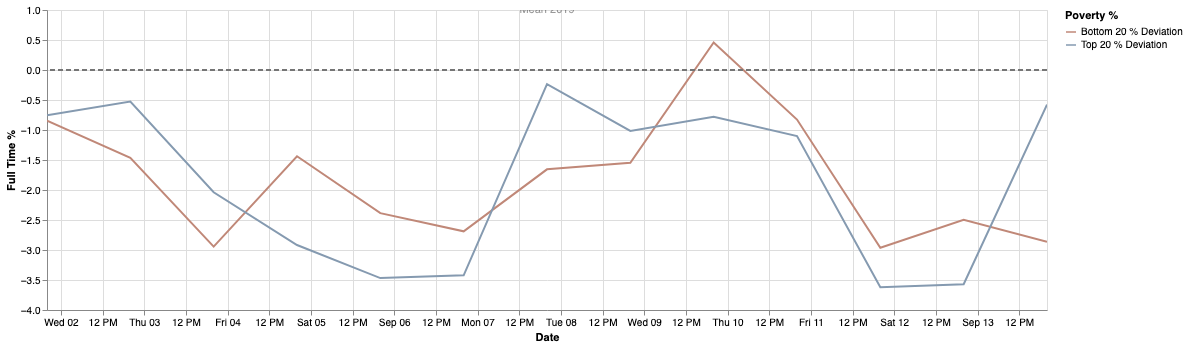 Mean 2019
1.0
0.5
0.0
−0.5
−1.0
−1.5
−2.0
−2.5
−3.0
−3.5
−4.0
Full Time %
Wed 02 12 PM Thu 03 12 PM Fri 04 12 PM Sat 05 12 PM Sep 06 12 PM Mon 07 12 PM Tue 08 12 PM Wed 09 12 PM Thu 10 12 PM Fri 11 12 PM Sat 12 12 PM Sep 13 12 PM
Date
Poverty %
Bottom 20 % Deviation
Top 20 % Deviation